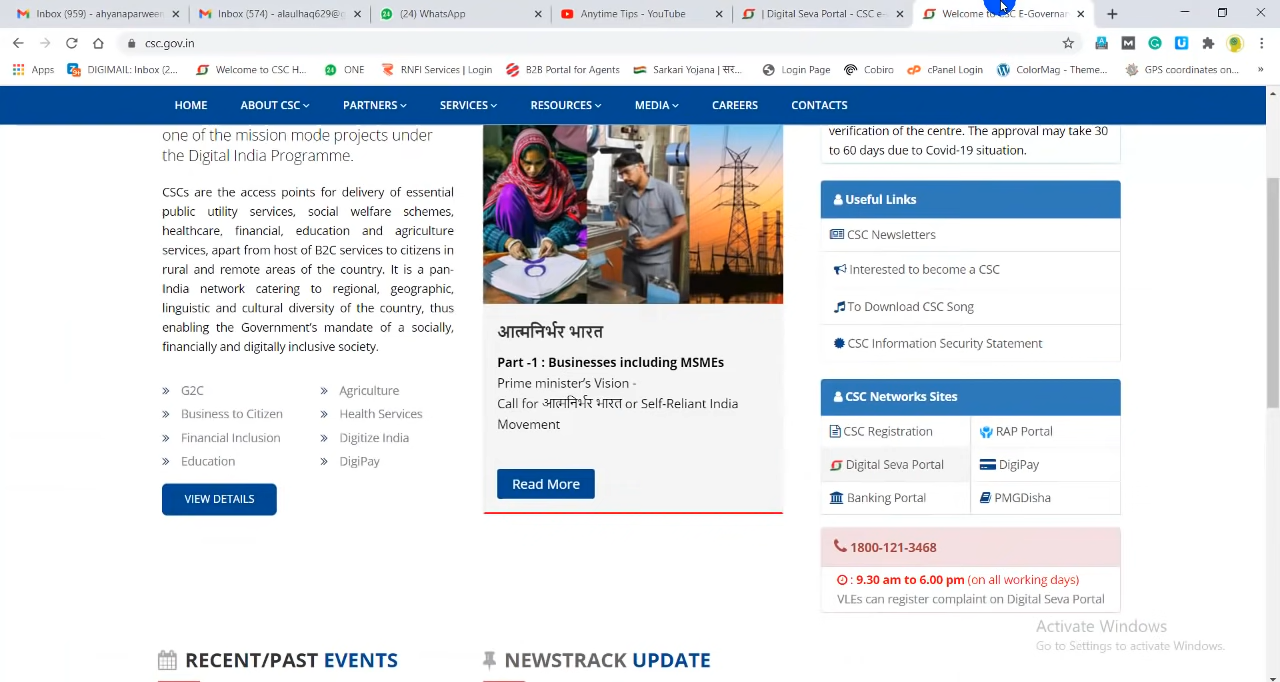 Inbox (959) - ahyanaparween
Inbox (574) - alaulhaq629@g
(24) WhatsApp
Anytime Tips - YouTube
| Digital Seva Portal - CSC e-
Welcome to CSC E-Governan
csc.gov.in
Apps
DIGIMAIL: Inbox (2...
Welcome to CSC H...
ONE
RNFI Services | Login
B2B Portal for Agents
Sarkari Yojana | सर...
Login Page
Cobiro
cPanel Login
ColorMag - Theme...
GPS coordinates on...
HOME
ABOUT CSC
PARTNERS
SERVICES
RESOURCES
MEDIA
CAREERS
CONTACTS
one of the mission mode projects under
the Digital India Programme.
CSCs are the access points for delivery of essential
public utility services, social welfare schemes,
healthcare, financial, education and agriculture
services, apart from host of B2C services to citizens in
rural and remote areas of the country. It is a pan-
India network catering to regional, geographic,
linguistic and cultural diversity of the country, thus
enabling the Government's mandate of a socially,
financially and digitally inclusive society.
G2C
Agriculture
Business to Citizen
Health Services
Financial Inclusion
Digitize India
Education
DigiPay
VIEW DETAILS
आत्मनिर्भर भारत
Part -1 : Businesses including MSMEs
Prime minister's Vision -
Call for आत्मनिर्भर भारत or Self-Reliant India
Movement
Read More
verification of the centre. The approval may take 30
to 60 days due to Covid-19 situation.
Useful Links
CSC Newsletters
Interested to become a CSC
To Download CSC Song
CSC Information Security Statement
CSC Networks Sites
CSC Registration
RAP Portal
Digital Seva Portal
DigiPay
Banking Portal
PMGDisha
1800-121-3468
: 9.30 am to 6.00 pm (on all working days)
VLEs can register complaint on Digital Seva Portal
Activate Windows
Go to Settings to activate Windows.
RECENT/PAST EVENTS
NEWSTRACK UPDATE